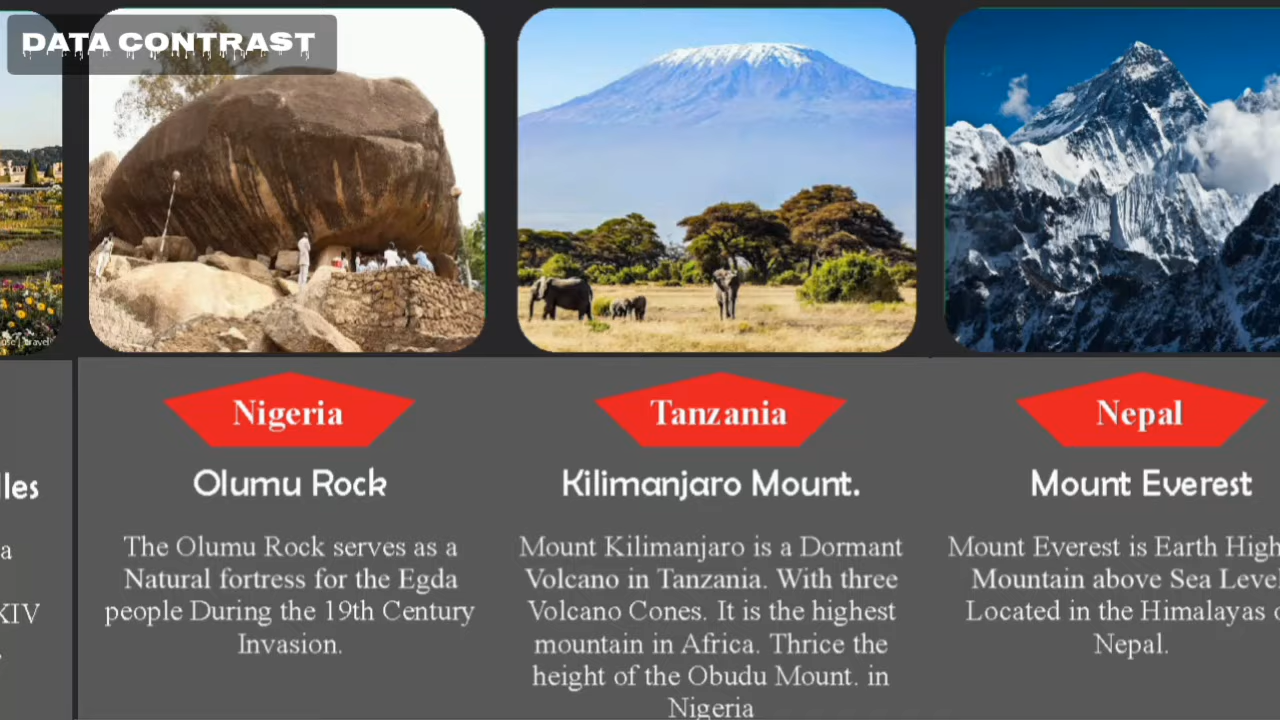 DATA CONTRAST
lles
a
XIV
Nigeria
Olumu Rock
The Olumu Rock serves as a
Natural fortress for the Egda
people During the 19th Century
Invasion.
Tanzania
Kilimanjaro Mount.
Mount Kilimanjaro is a Dormant
Volcano in Tanzania. With three
Volcano Cones. It is the highest
mountain in Africa. Thrice the
height of the Obudu Mount. in
Nigeria
Nepal
Mount Everest
Mount Everest is Earth High
Mountain above Sea Level
Located in the Himalayas
Nepal.